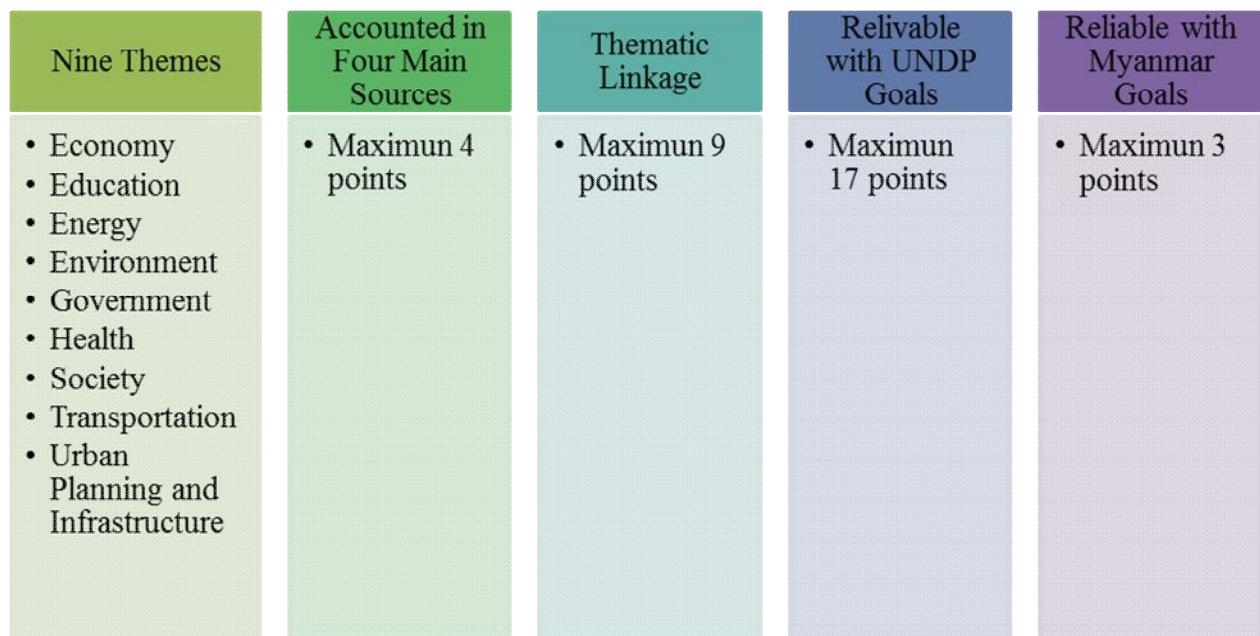 Nine Themes
• Economy
• Education
• Energy
• Environment
• Government
• Health
• Society
• Transportation
• Urban
Planning and
Infrastructure
Accounted in
Four Main
Sources
• Maximun 4
points
Thematic
Linkage
• Maximun 9
points
Relivable
with UNDP
Goals
• Maximun
17 points
Reliable with
Myanmar
Goals
• Maximun 3
points